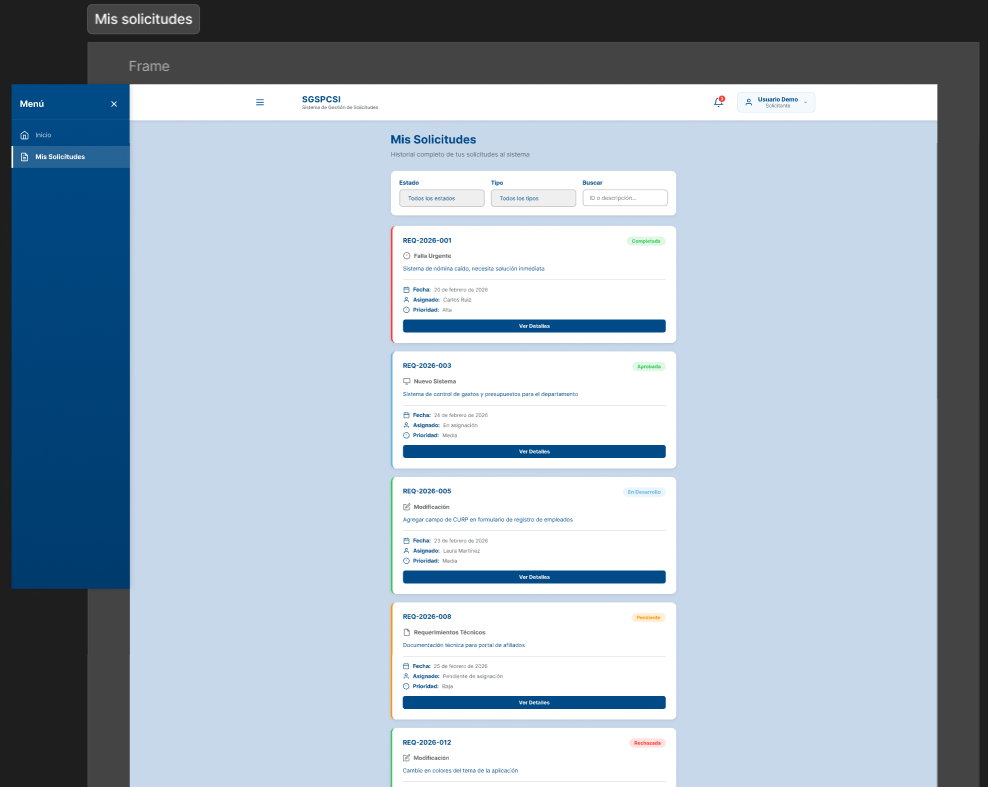 Mis solicitudes
Frame
Menú
Inicio
Mis Solicitudes
SGSPCSI
Sistema de Gestión de Solicitudes
Usuario Demo
Solicitante
Mis Solicitudes
Historial completo de tus solicitudes al sistema
Estado Tipo Buscar
Todos los estados Todos los tipos ID o descripción...
REQ-2026-001 Completada
Falla Urgente
Sistema de nómina caído, necesita solución inmediata
Fecha: 20 de febrero de 2026
Asignado: Carlos Ruiz
Prioridad: Alta
Ver Detalles
REQ-2026-003 Aprobada
Nuevo Sistema
Sistema de control de gastos y presupuestos para el departamento
Fecha: 24 de febrero de 2026
Asignado: En asignación
Prioridad: Media
Ver Detalles
REQ-2026-005 En Desarrollo
Modificación
Agregar campo de CURP en formulario de registro de empleados
Fecha: 23 de febrero de 2026
Asignado: Laura Martínez
Prioridad: Media
Ver Detalles
REQ-2026-008 Pendiente
Requerimientos Técnicos
Documentación técnica para portal de afiliados
Fecha: 25 de febrero de 2026
Asignado: Pendiente de asignación
Prioridad: Baja
Ver Detalles
REQ-2026-012 Rechazada
Modificación
Cambio en colores del tema de la aplicación